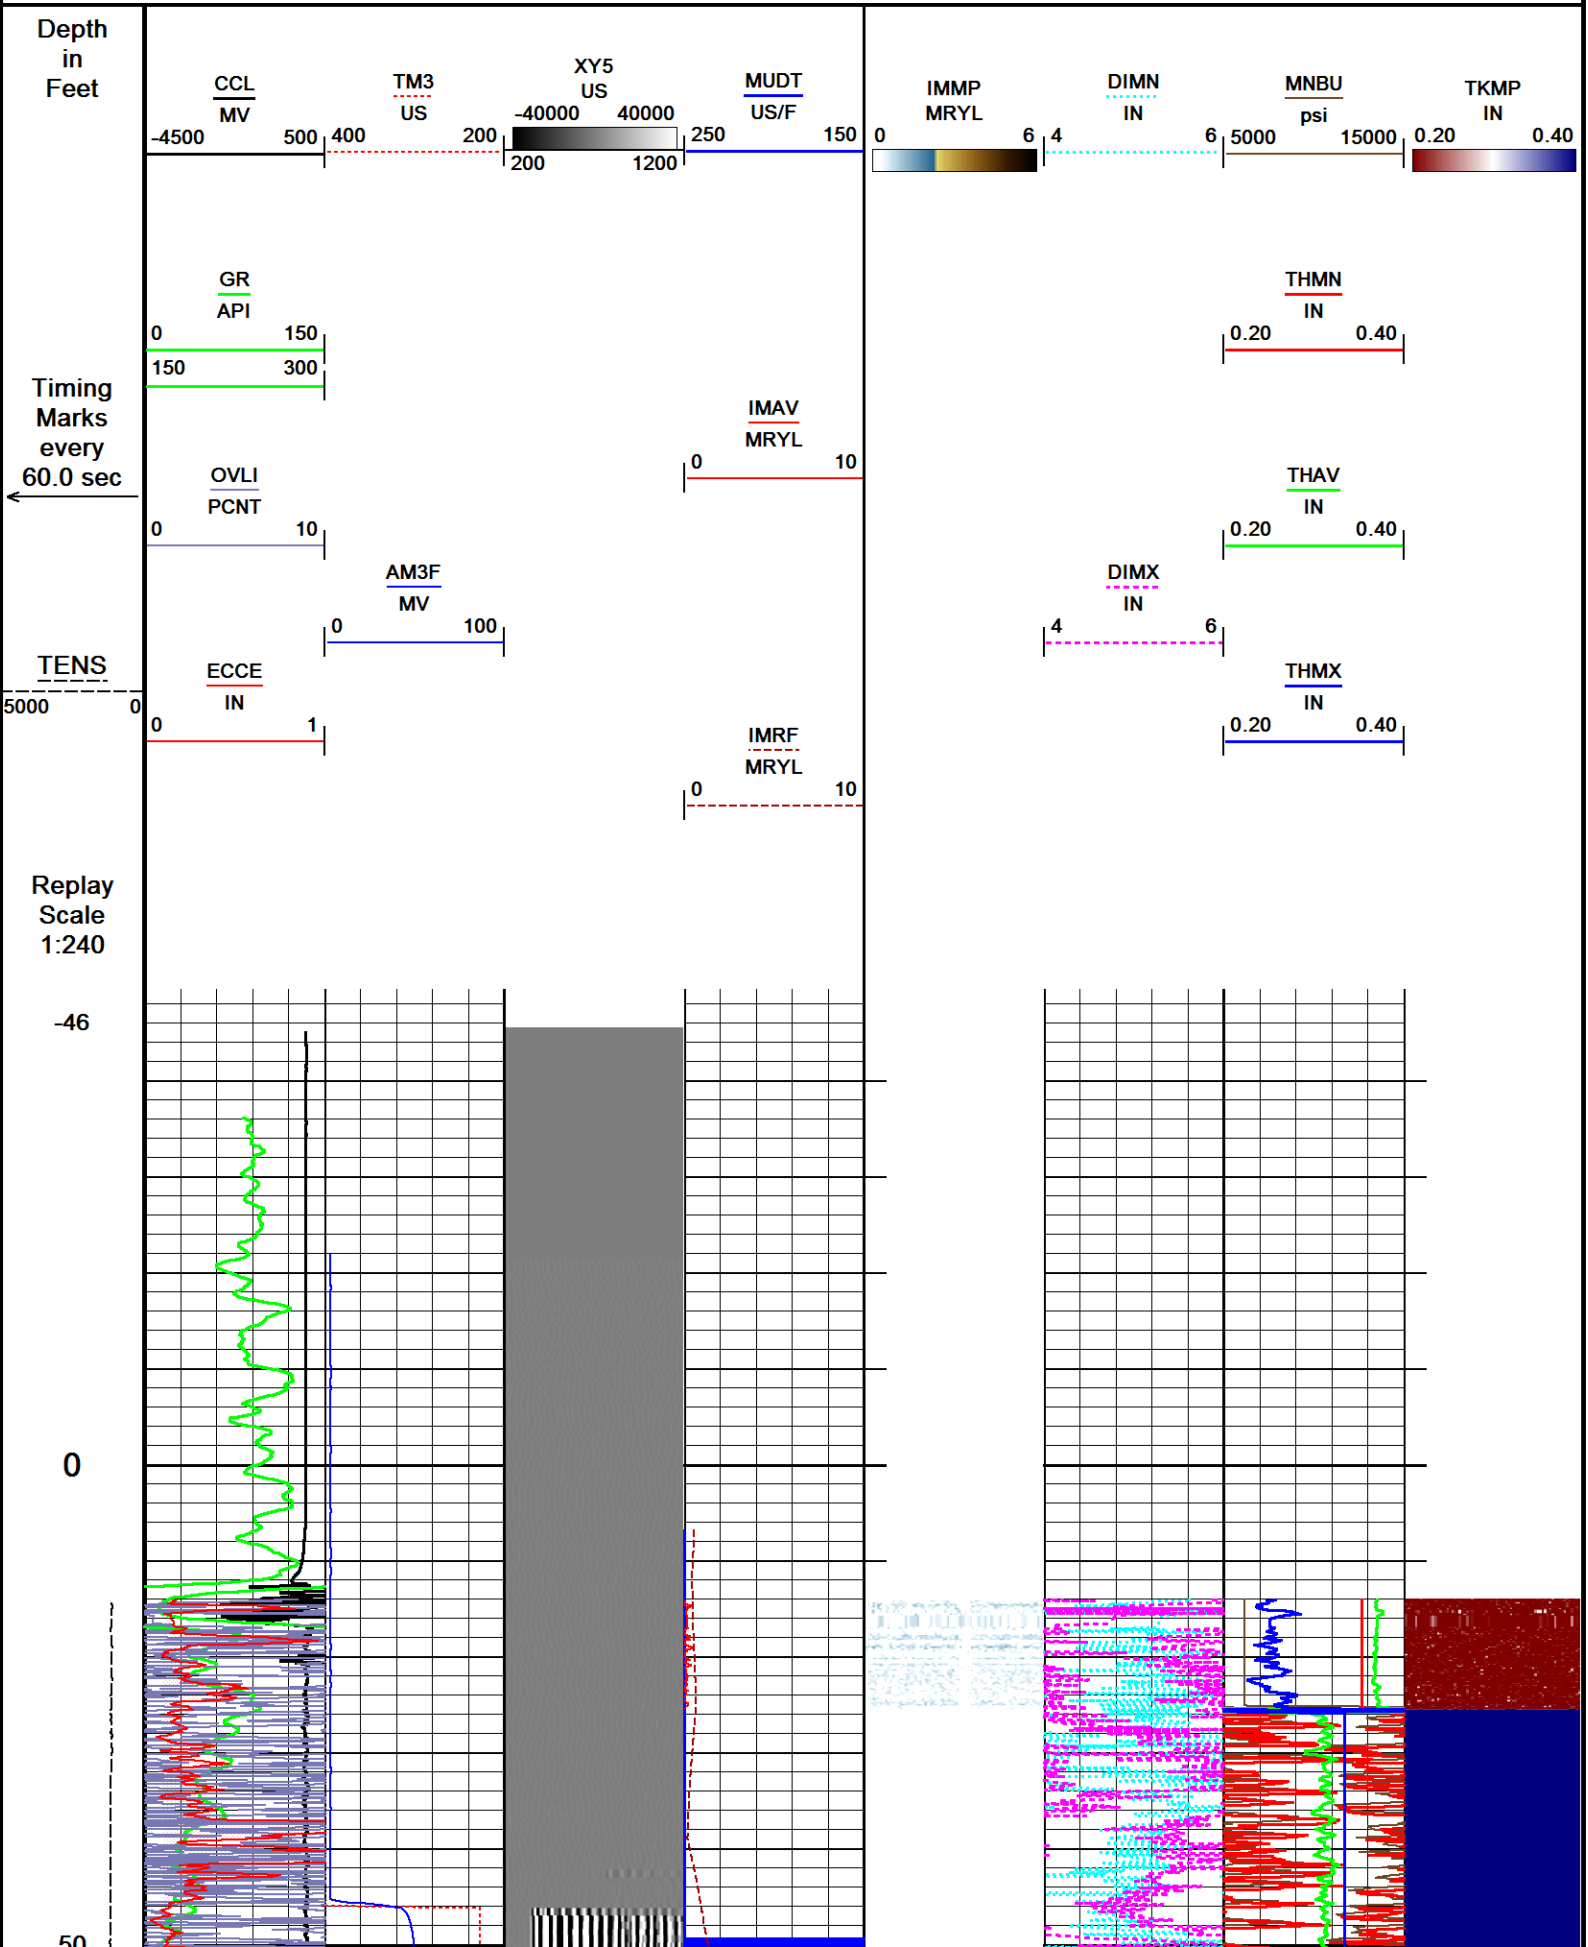 Depth
in
Feet
CCL
MV
-4500 500
TM3
US
400 200
XY5
US
-40000 40000
200 1200
MUDT
US/F
250 150
IMMP
MRYL
0 6
DIMN
IN
4 6
MNBU
psi
5000 15000
TKMP
IN
0.20 0.40
GR
API
0 150
150 300
THMN
IN
0.20 0.40
Timing
Marks
every
60.0 sec
IMAV
MRYL
0 10
OVLI
PCNT
0 10
THAV
IN
0.20 0.40
AM3F
MV
0 100
DIMX
IN
4 6
TENS
5000 0
ECCE
IN
0 1
THMX
IN
0.20 0.40
IMRF
MRYL
0 10
Replay
Scale
1:240
-46
0
50